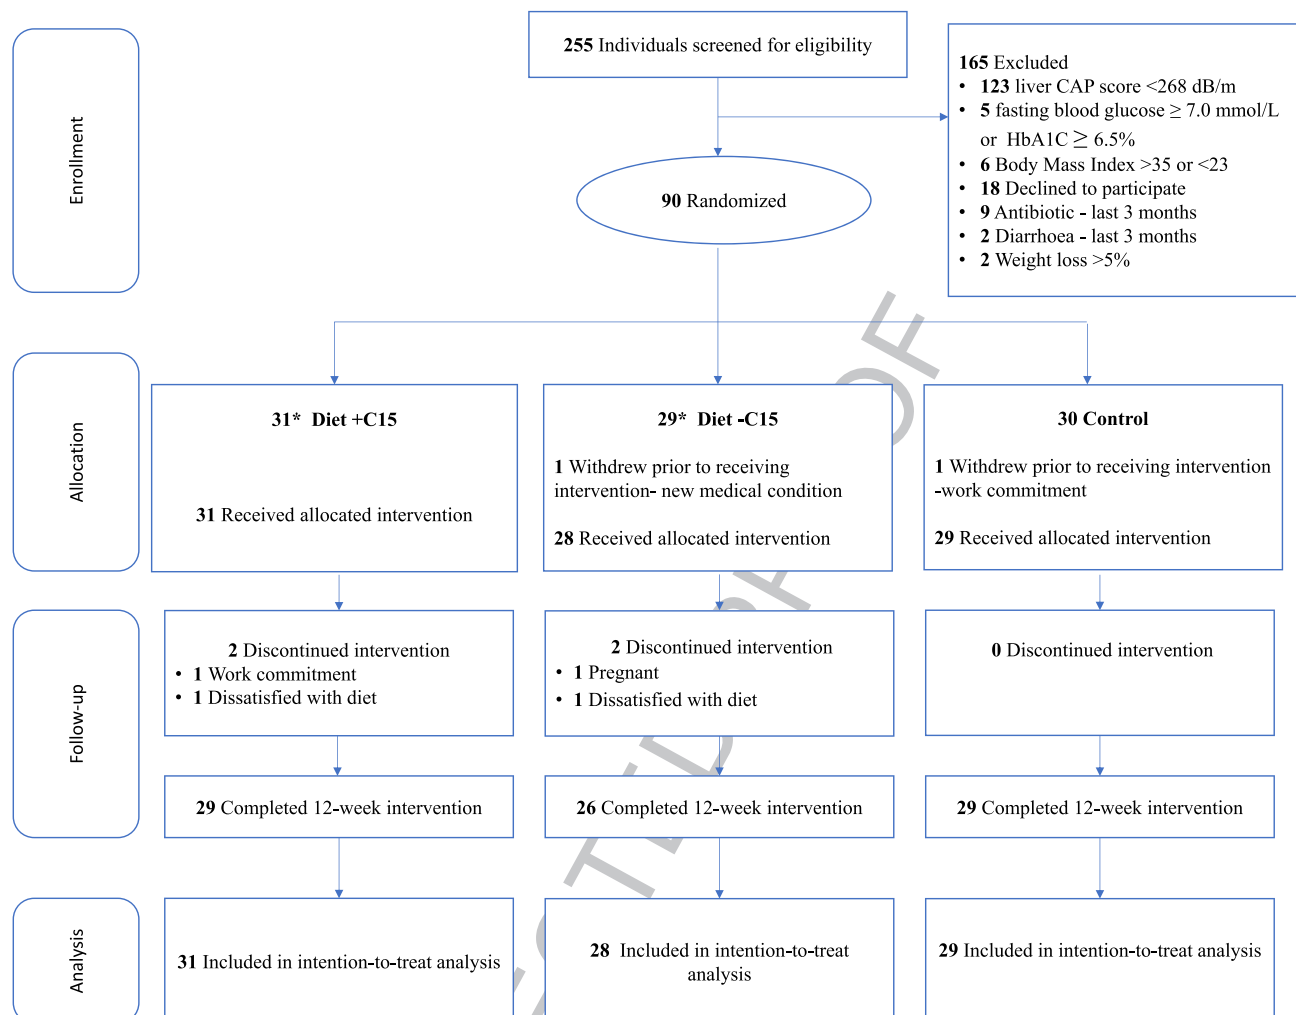 Enrollment
255 Individuals screened for eligibility
165 Excluded
• 123 liver CAP score <268 dB/m
• 5 fasting blood glucose ≥ 7.0 mmol/L
or HbA1C ≥ 6.5%
• 6 Body Mass Index >35 or <23
• 18 Declined to participate
• 9 Antibiotic - last 3 months
• 2 Diarrhoea - last 3 months
• 2 Weight loss >5%
90 Randomized
Allocation
31* Diet +C15
31 Received allocated intervention
29* Diet -C15
1 Withdrew prior to receiving
intervention- new medical condition
28 Received allocated intervention
30 Control
1 Withdrew prior to receiving intervention
-work commitment
29 Received allocated intervention
Follow-up
2 Discontinued intervention
• 1 Work commitment
• 1 Dissatisfied with diet
2 Discontinued intervention
• 1 Pregnant
• 1 Dissatisfied with diet
0 Discontinued intervention
29 Completed 12-week intervention
26 Completed 12-week intervention
29 Completed 12-week intervention
Analysis
31 Included in intention-to-treat analysis
28 Included in intention-to-treat
analysis
29 Included in intention-to-treat analysis